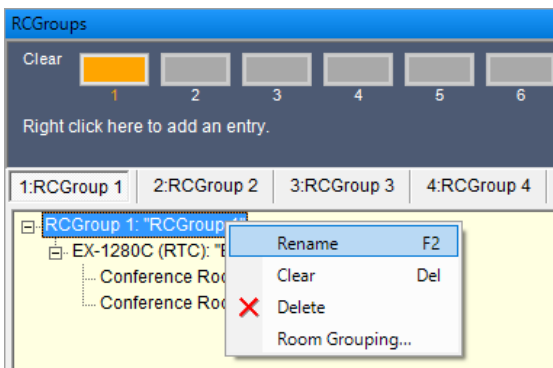 RCGroups
Clear
1 2 3 4 5 6
Right click here to add an entry.
1:RCGroup 1 2:RCGroup 2 3:RCGroup 3 4:RCGroup 4
RCGroup 1: "RCGroup
EX-1280C (RTC): "
Conference
Conference
Rename F2
Clear Del
Delete
Room Grouping...